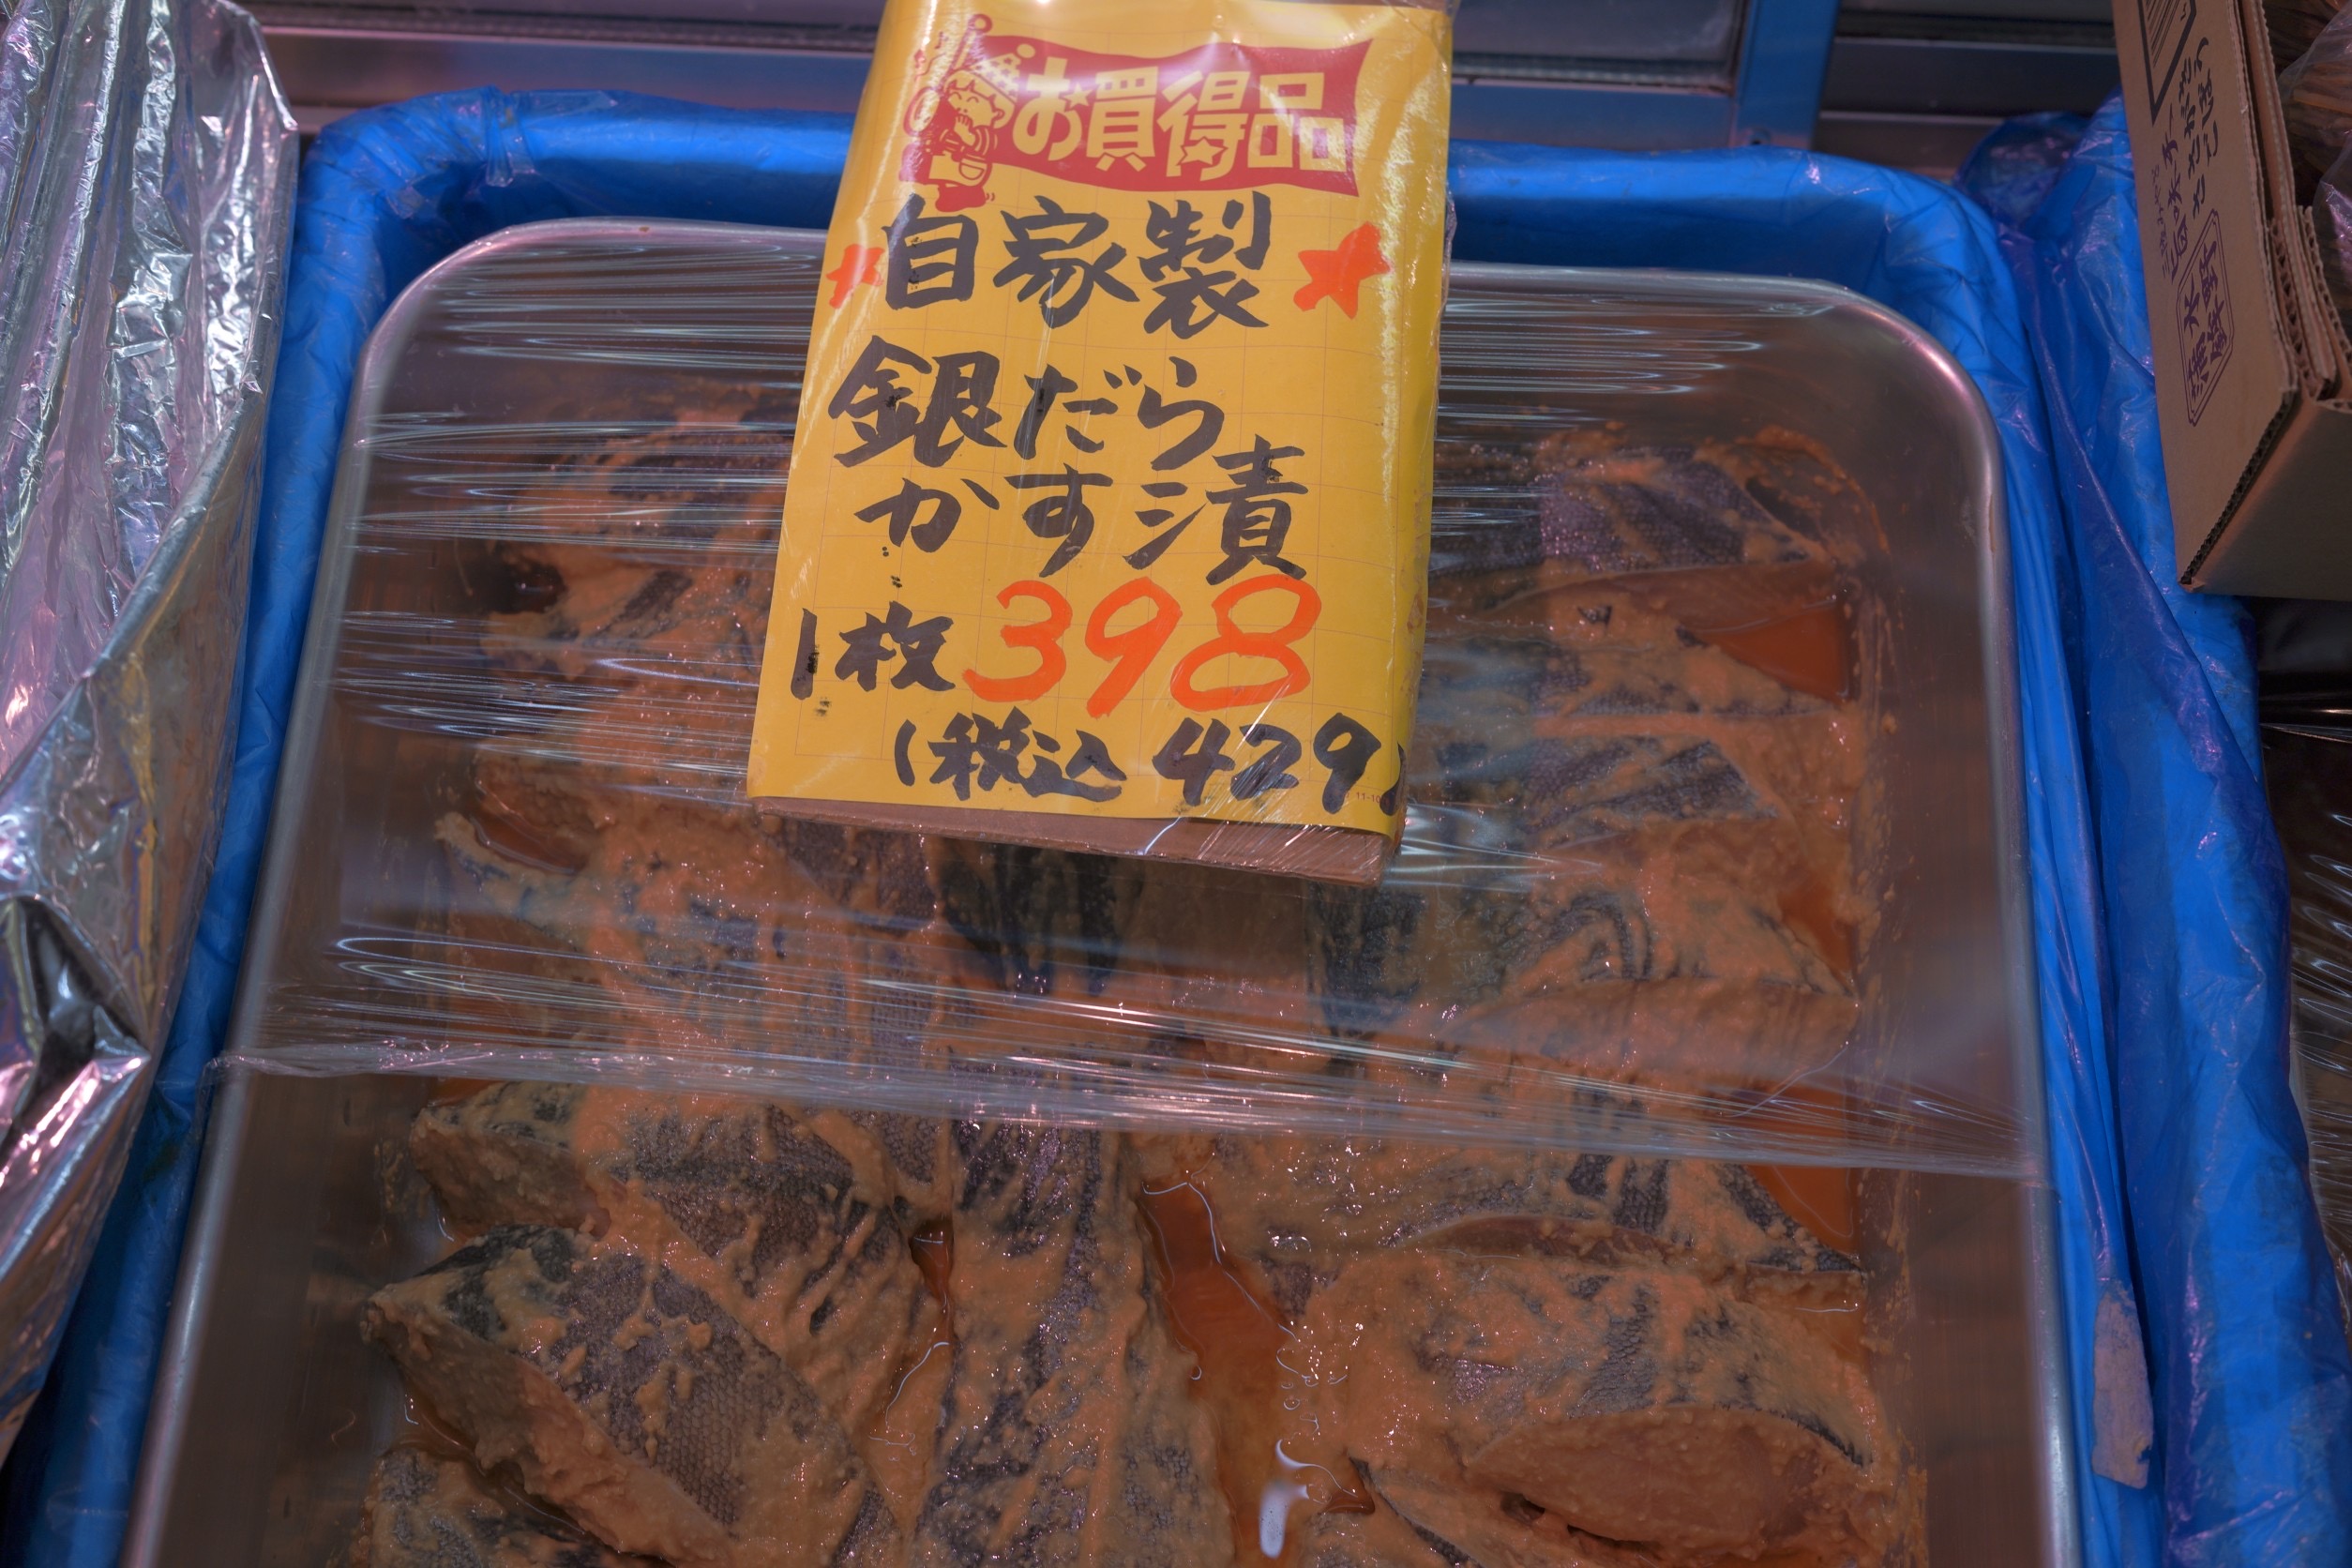 お買得品
自家製
銀だら
かす漬
1枚398
(税込429)